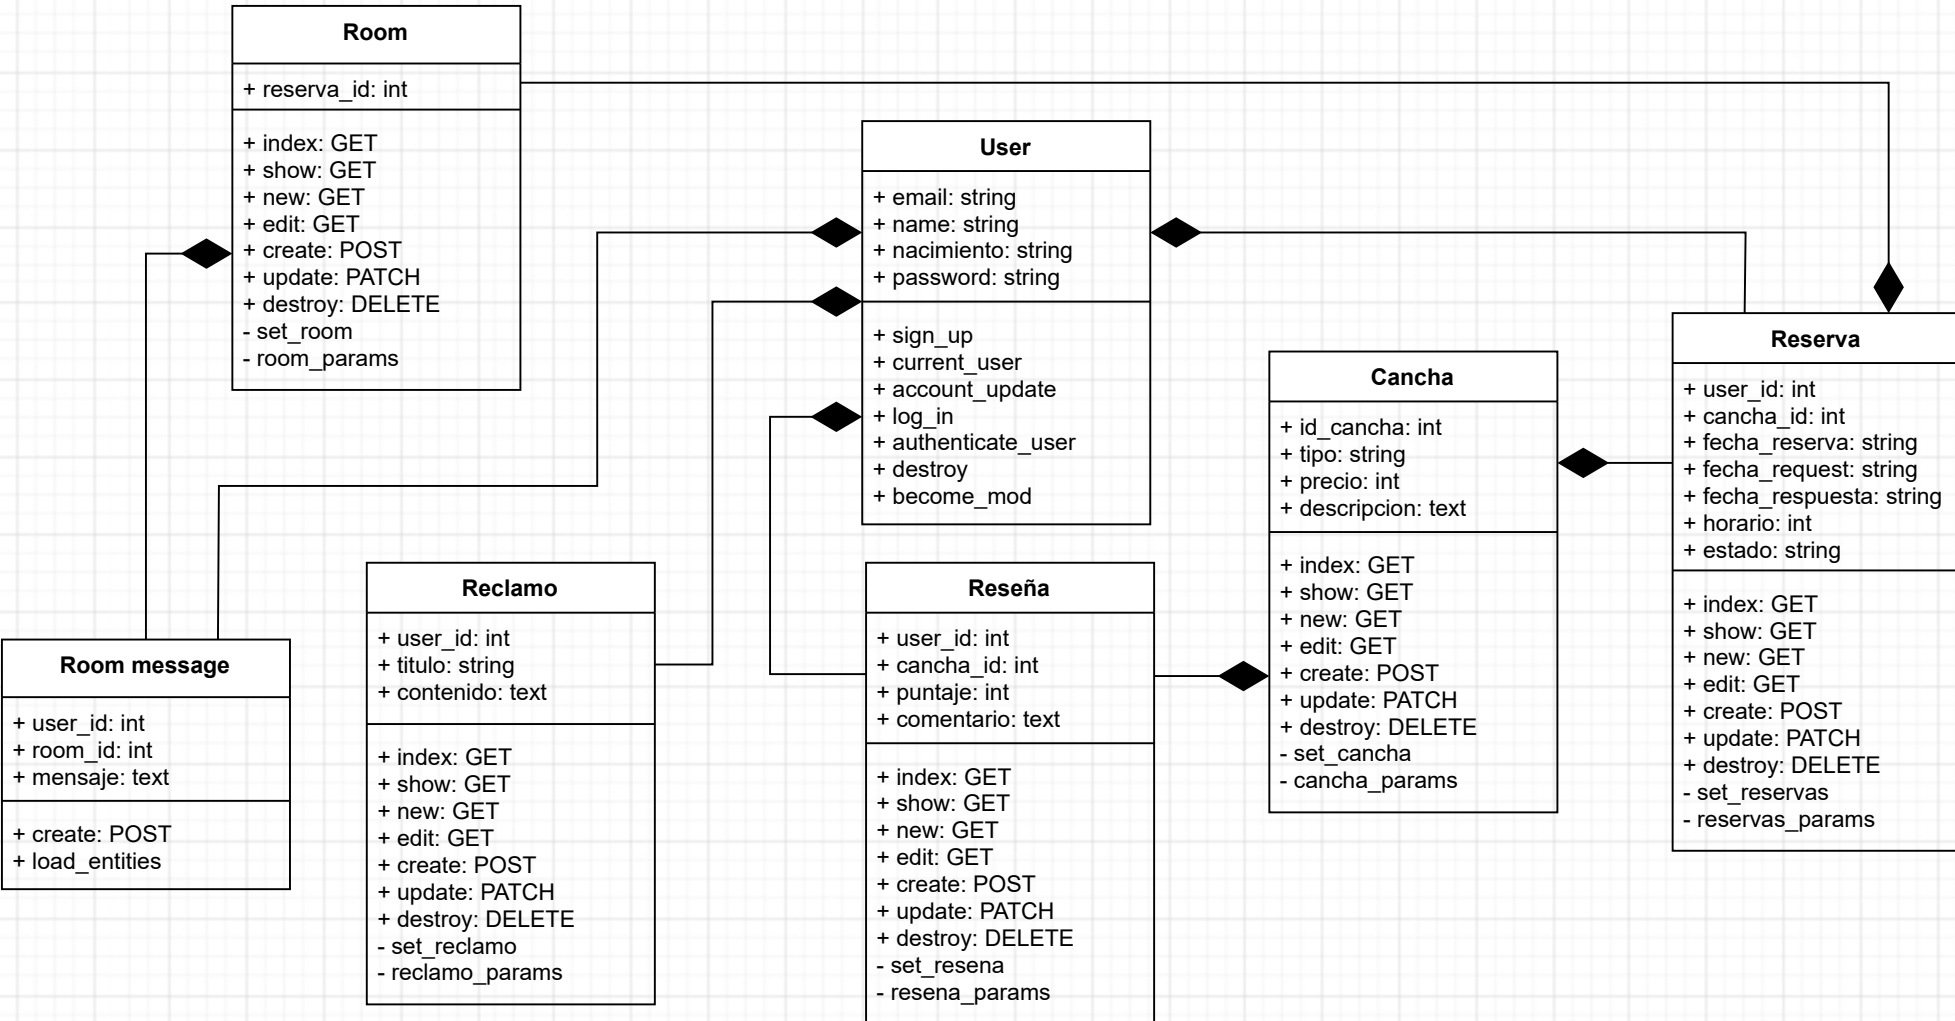 Room
+ reserva_id: int
+ index: GET
+ show: GET
+ new: GET
+ edit: GET
+ create: POST
+ update: PATCH
+ destroy: DELETE
- set_room
- room_params
User
+ email: string
+ name: string
+ nacimiento: string
+ password: string
+ sign_up
+ current_user
+ account_update
+ log_in
+ authenticate_user
+ destroy
+ become_mod
Cancha
+ id_cancha: int
+ tipo: string
+ precio: int
+ descripcion: text
+ index: GET
+ show: GET
+ new: GET
+ edit: GET
+ create: POST
+ update: PATCH
+ destroy: DELETE
- set_cancha
- cancha_params
Reserva
+ user_id: int
+ cancha_id: int
+ fecha_reserva: string
+ fecha_request: string
+ fecha_respuesta: string
+ horario: int
+ estado: string
+ index: GET
+ show: GET
+ new: GET
+ edit: GET
+ create: POST
+ update: PATCH
+ destroy: DELETE
- set_reservas
- reservas_params
Room message
+ user_id: int
+ room_id: int
+ mensaje: text
+ create: POST
+ load_entities
Reclamo
+ user_id: int
+ titulo: string
+ contenido: text
+ index: GET
+ show: GET
+ new: GET
+ edit: GET
+ create: POST
+ update: PATCH
+ destroy: DELETE
- set_reclamo
- reclamo_params
Reseña
+ user_id: int
+ cancha_id: int
+ puntaje: int
+ comentario: text
+ index: GET
+ show: GET
+ new: GET
+ edit: GET
+ create: POST
+ update: PATCH
+ destroy: DELETE
- set_resena
- resena_params